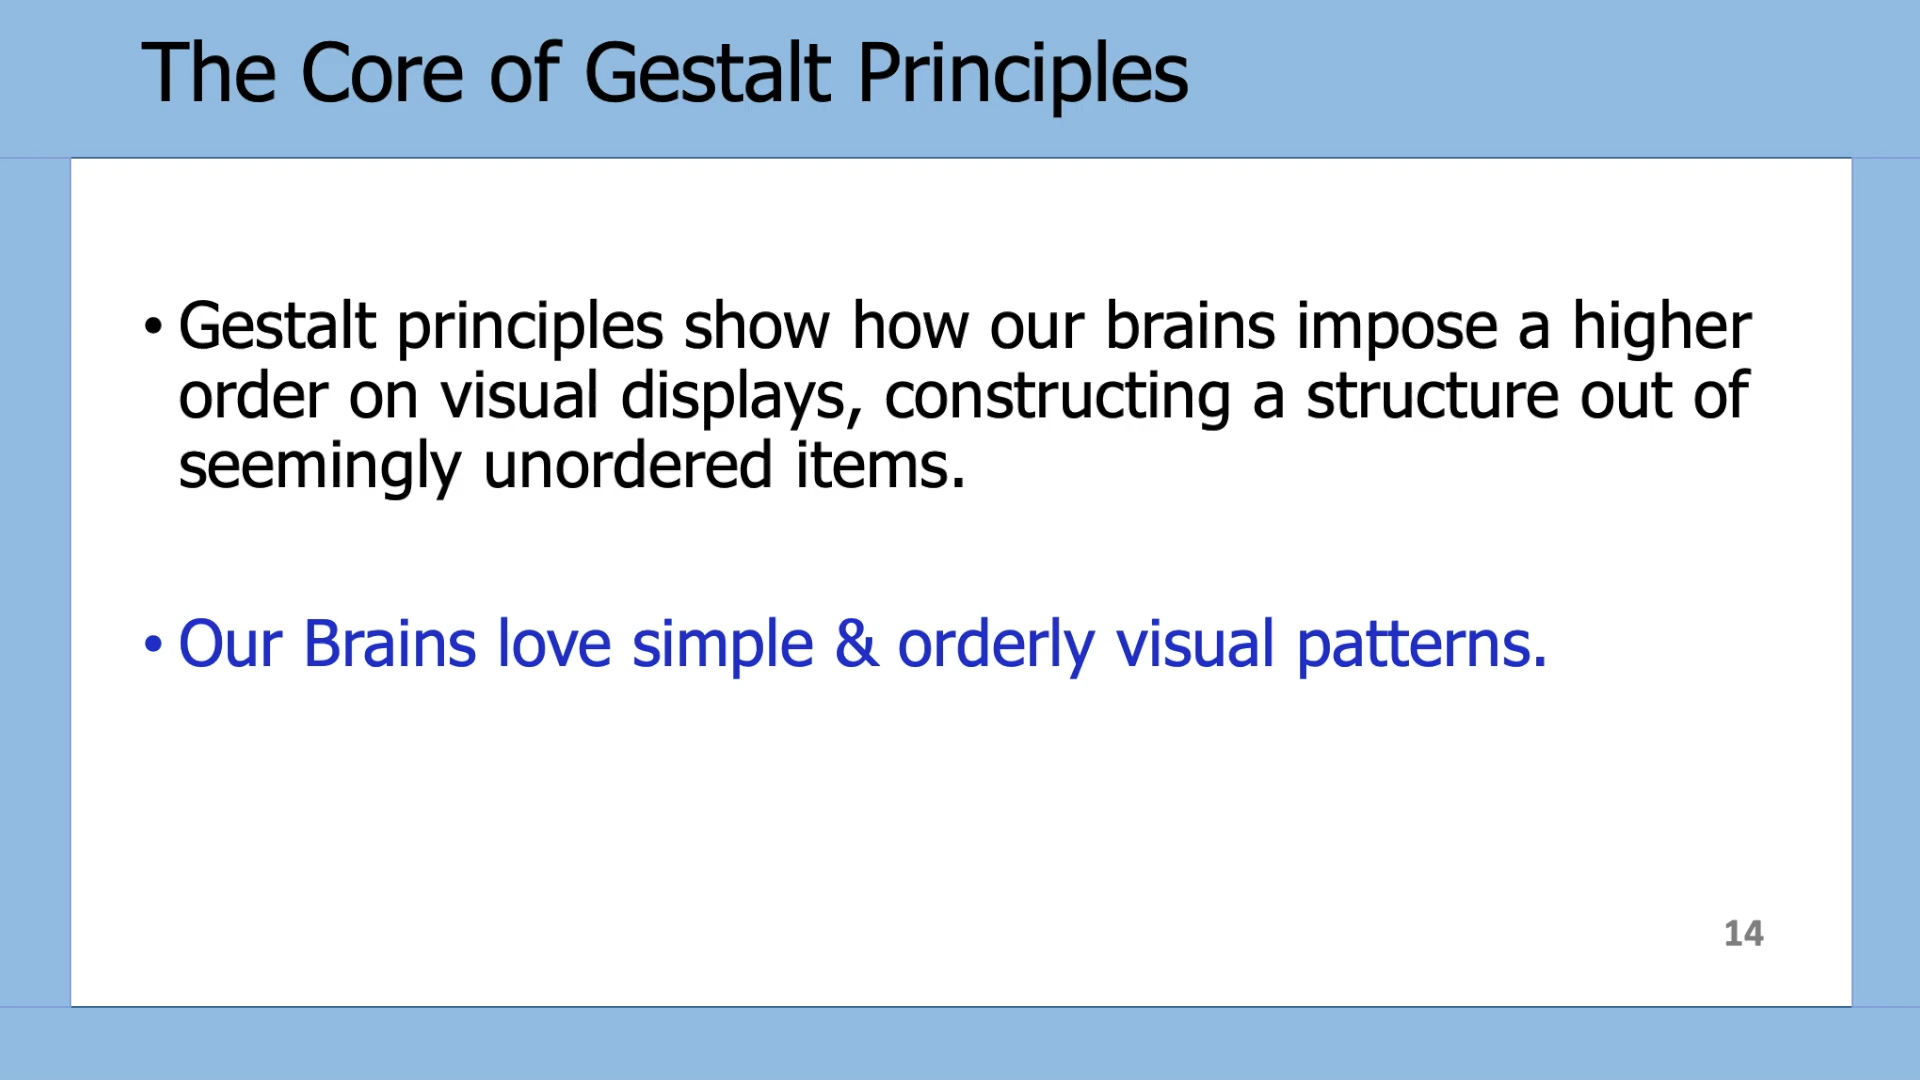 The Core of Gestalt Principles
• Gestalt principles show how our brains impose a higher
order on visual displays, constructing a structure out of
seemingly unordered items.
• Our Brains love simple & orderly visual patterns.
14